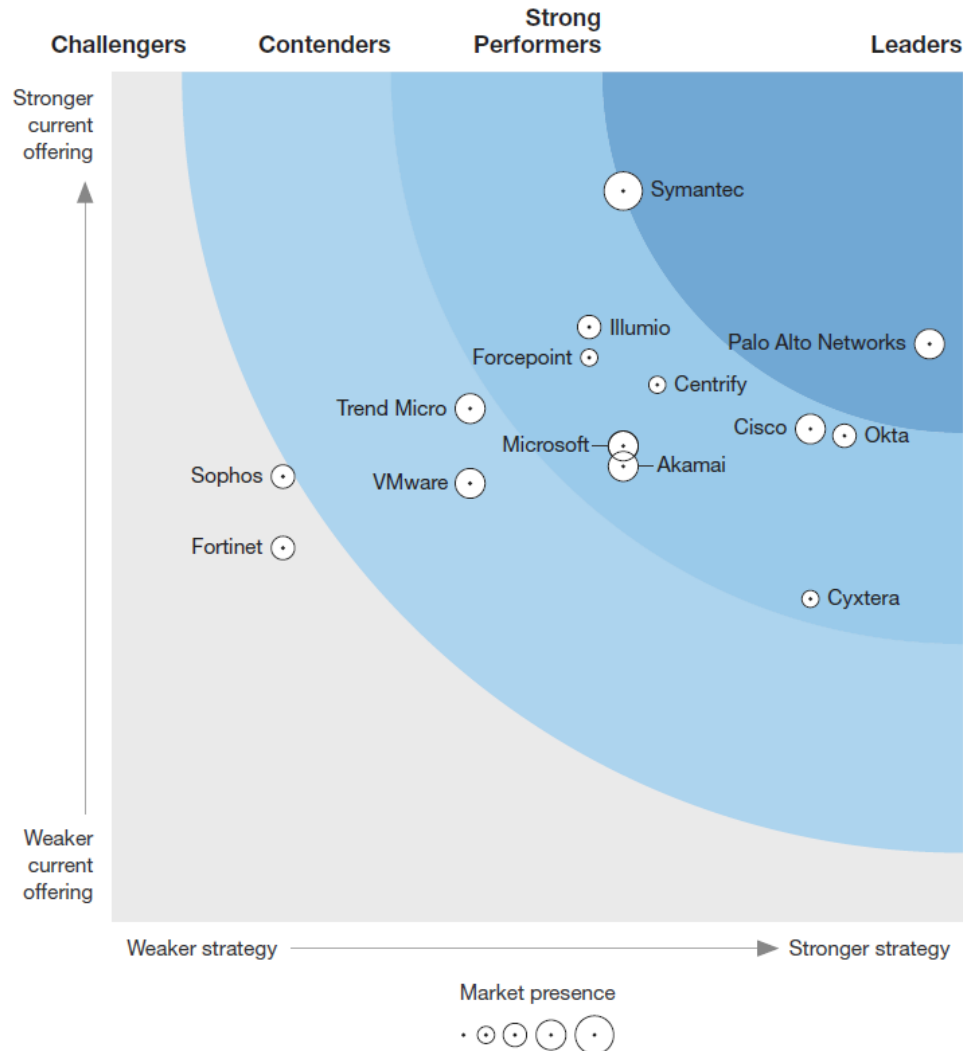 Challengers
Contenders
Strong
Performers
Leaders
Stronger
current
offering
Symantec
Illumio
Palo Alto Networks
Forcepoint
Centrify
Trend Micro
Cisco
Okta
Microsoft
Akamai
Sophos
VMware
Fortinet
Cyxtera
Weaker
current
offering
Weaker strategy
Stronger strategy
Market presence